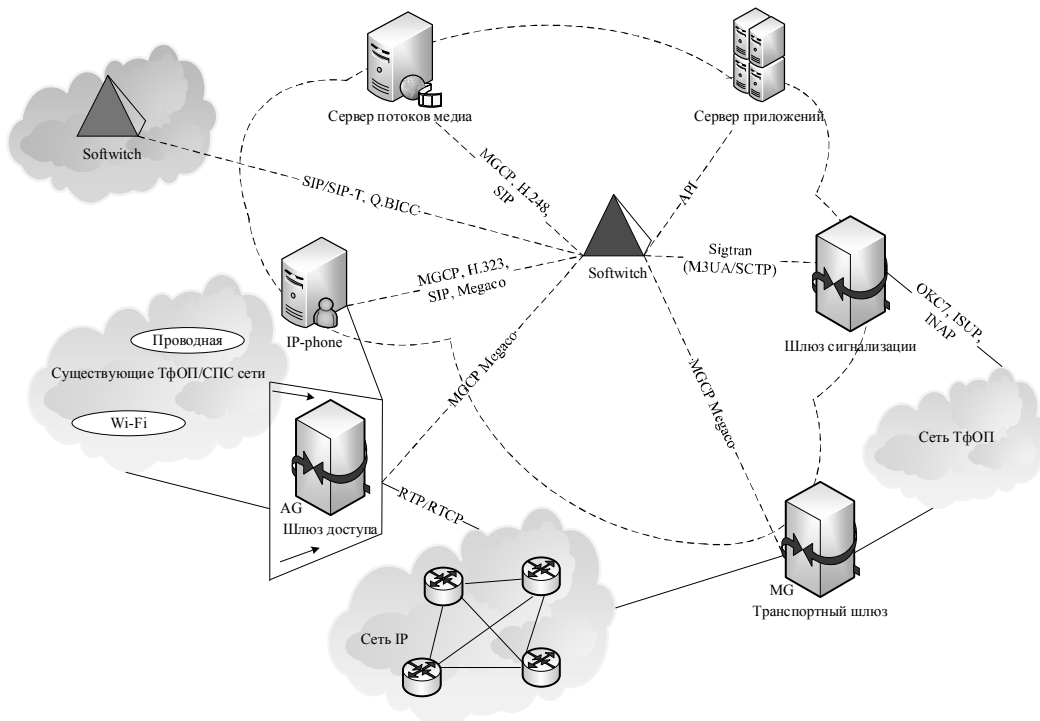 Сервер потоков медиа
Сервер приложений
Softwitch
MGCP, H.248,
SIP
API
SIP/SIP-T, Q.BICC
Softwitch
Sigtran
(M3UA/SCTP)
MGCP, H.323,
SIP, Megaco
ОКС7, ISUP,
INAP
IP-phone
Шлюз сигнализации
Проводная
Существующие ТфОП/СПС сети
Wi-Fi
MGCP Megaco
MGCP Megaco
Сеть ТфОП
AG
Шлюз доступа
RTP/RTCP
MG
Транспортный шлюз
Сеть IP